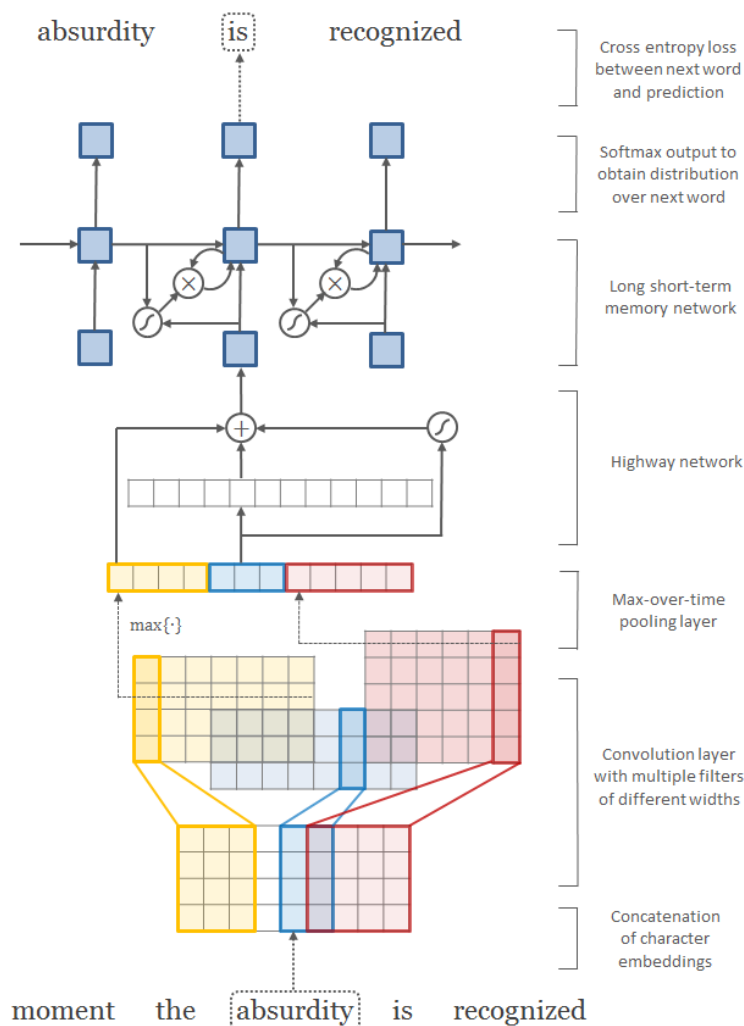 absurdity is recognized
Cross entropy loss
between next word
and prediction
Softmax output to
obtain distribution
over next word
Long short-term
memory network
×
×
+
Highway network
Max-over-time
pooling layer
max{·}
Convolution layer
with multiple filters
of different widths
Concatenation
of character
embeddings
moment the absurdity is recognized